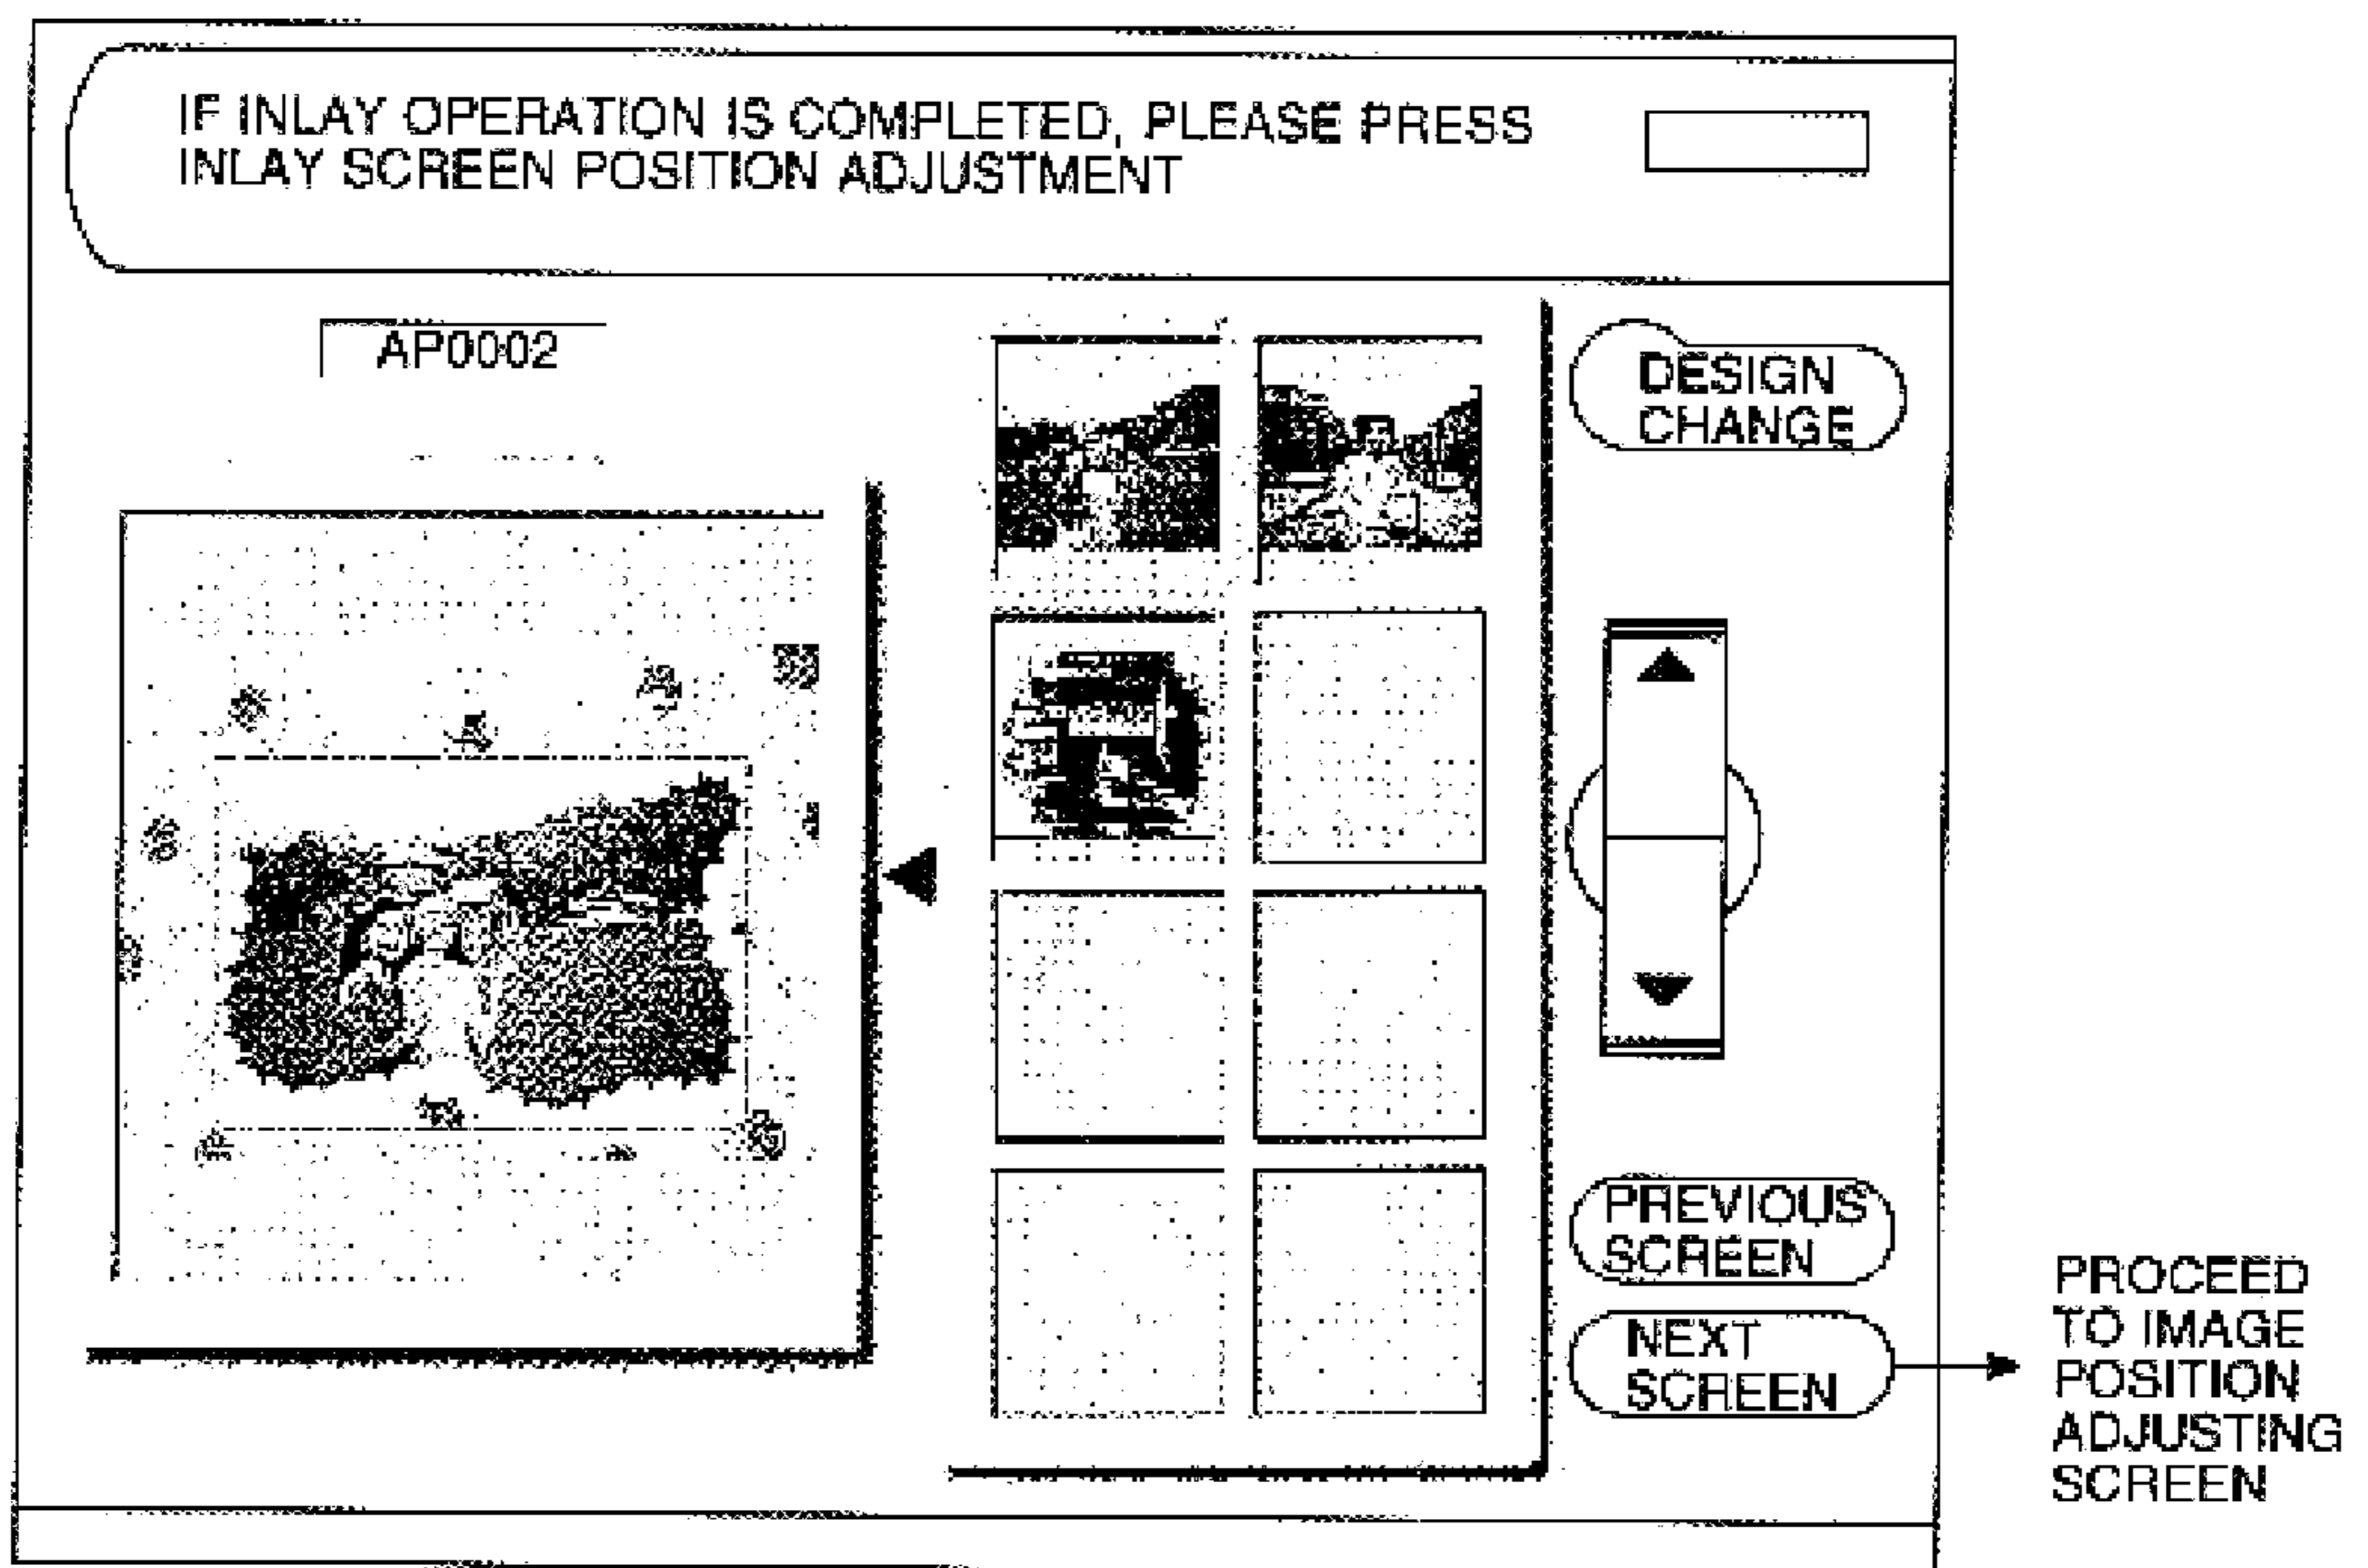 IF INLAY OPERATION IS COMPLETED, PLEASE PRESS
INLAY SCREEN POSITION ADJUSTMENT
AP0002
DESIGN
CHANGE
PREVIOUS
SCREEN
NEXT
SCREEN
PROCEED
TO IMAGE
POSITION
ADJUSTING
SCREEN